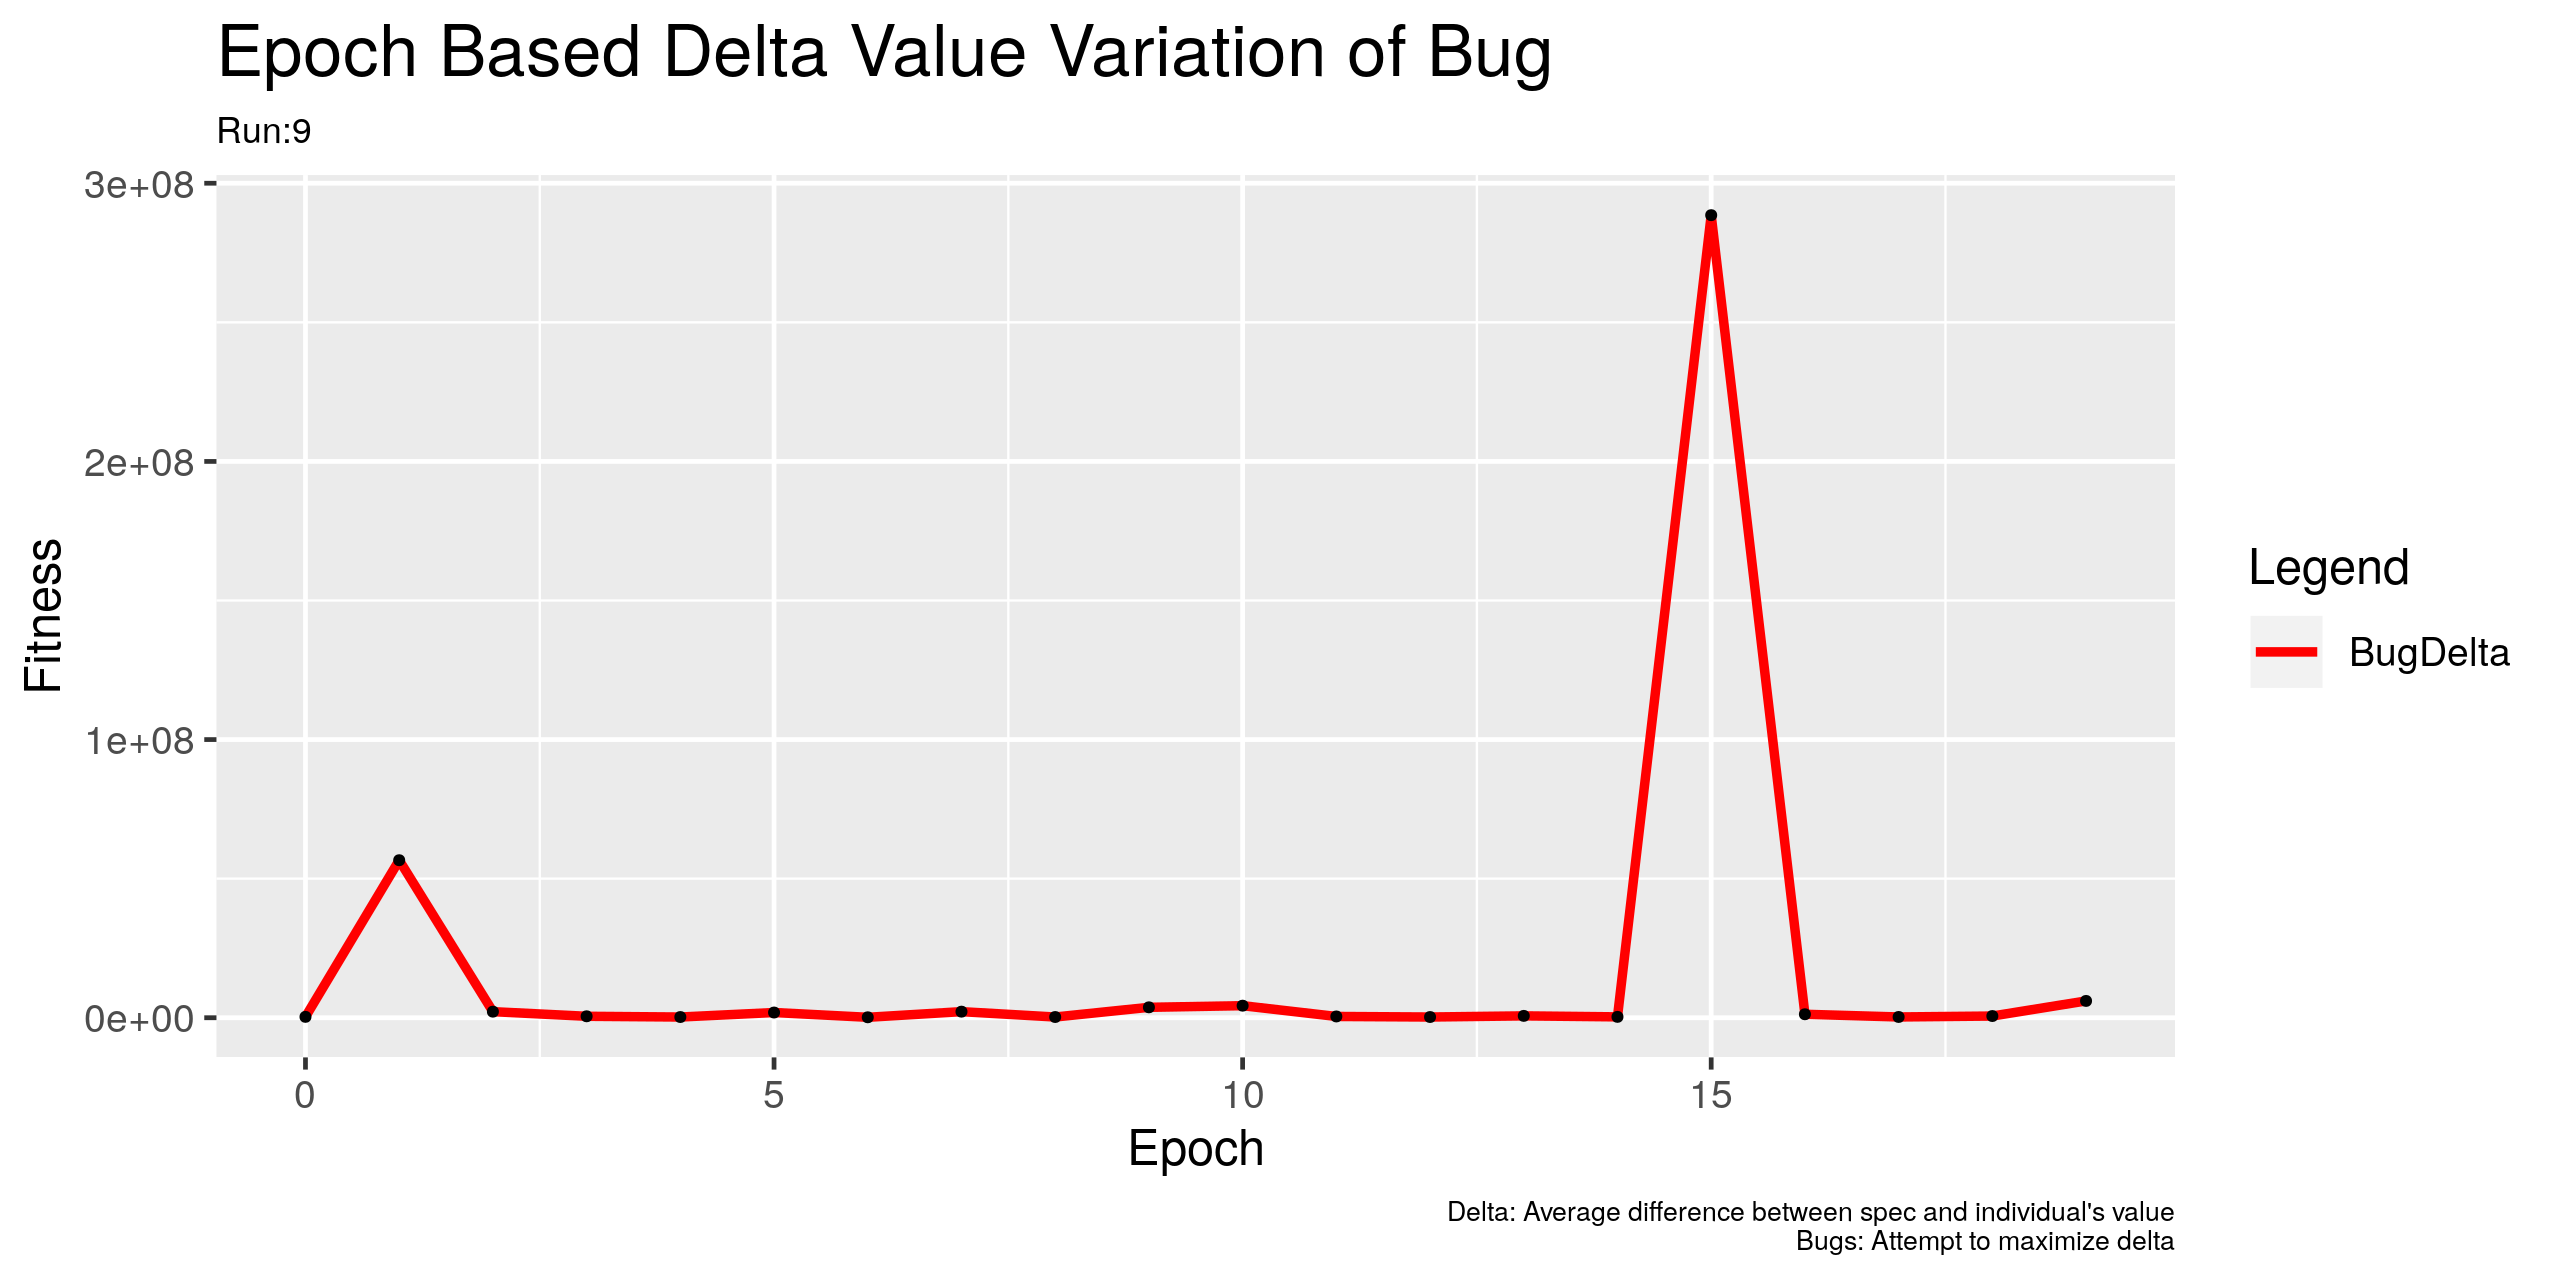 Epoch Based Delta Value Variation of Bug
Run:9
3e+08
2e+08
1e+08
0e+00
Fitness
0 5 10 15
Epoch
Legend
BugDelta
Delta: Average difference between spec and individual's value
Bugs: Attempt to maximize delta